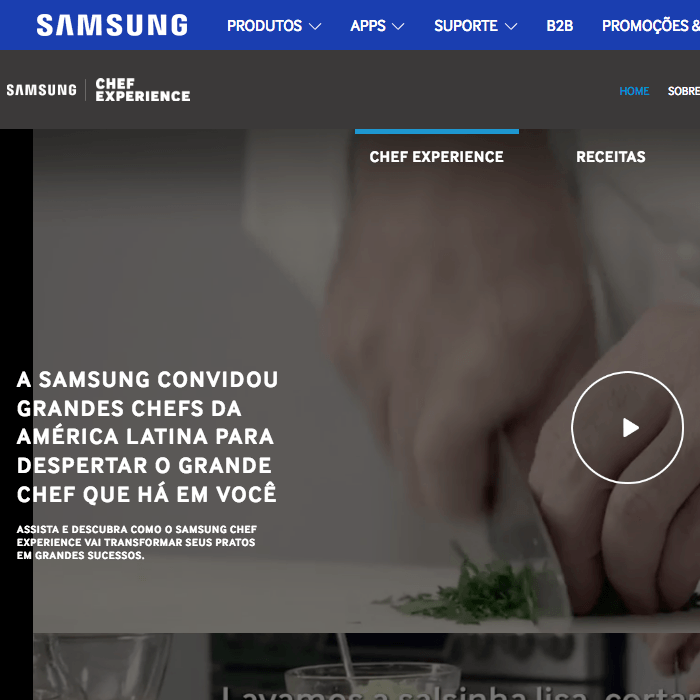 SAMSUNG PRODUTOS APPS SUPORTE B2B PROMOÇÕES &
SAMSUNG CHEF EXPERIENCE
HOME SOBRE
CHEF EXPERIENCE RECEITAS
A SAMSUNG CONVIDOU
GRANDES CHEFS DA
AMÉRICA LATINA PARA
DESPERTAR O GRANDE
CHEF QUE HÁ EM VOCÊ
ASSISTA E DESCUBRA COMO O SAMSUNG CHEF
EXPERIENCE VAI TRANSFORMAR SEUS PRATOS
EM GRANDES SUCESSOS.
Lavamos a salsinha lisa, cortar